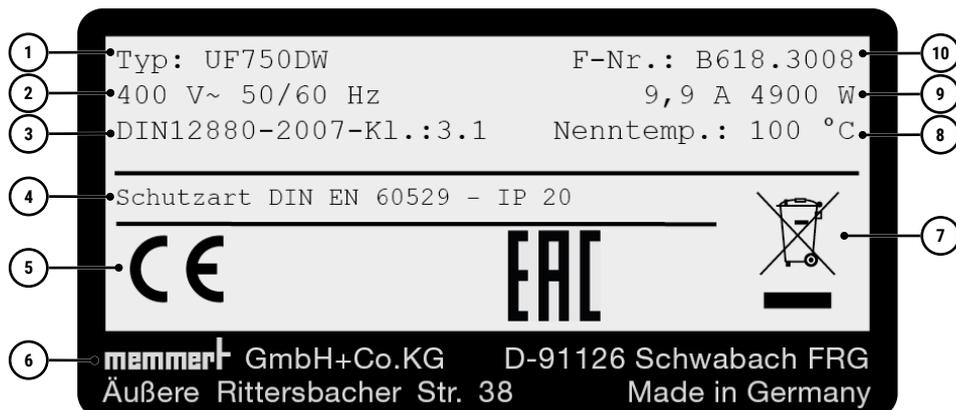 1 Typ: UF750DW F-Nr.: B618.3008 10
2 400 V~ 50/60 Hz 9,9 A 4900 W 9
3 DIN12880-2007-Kl.:3.1 Nenntemp.: 100 °C 8
4 Schutzart DIN EN 60529 - IP 20
7
5 CE EAC
6 memmert GmbH+Co.KG D-91126 Schwabach FRG
Äußere Rittersbacher Str. 38 Made in Germany